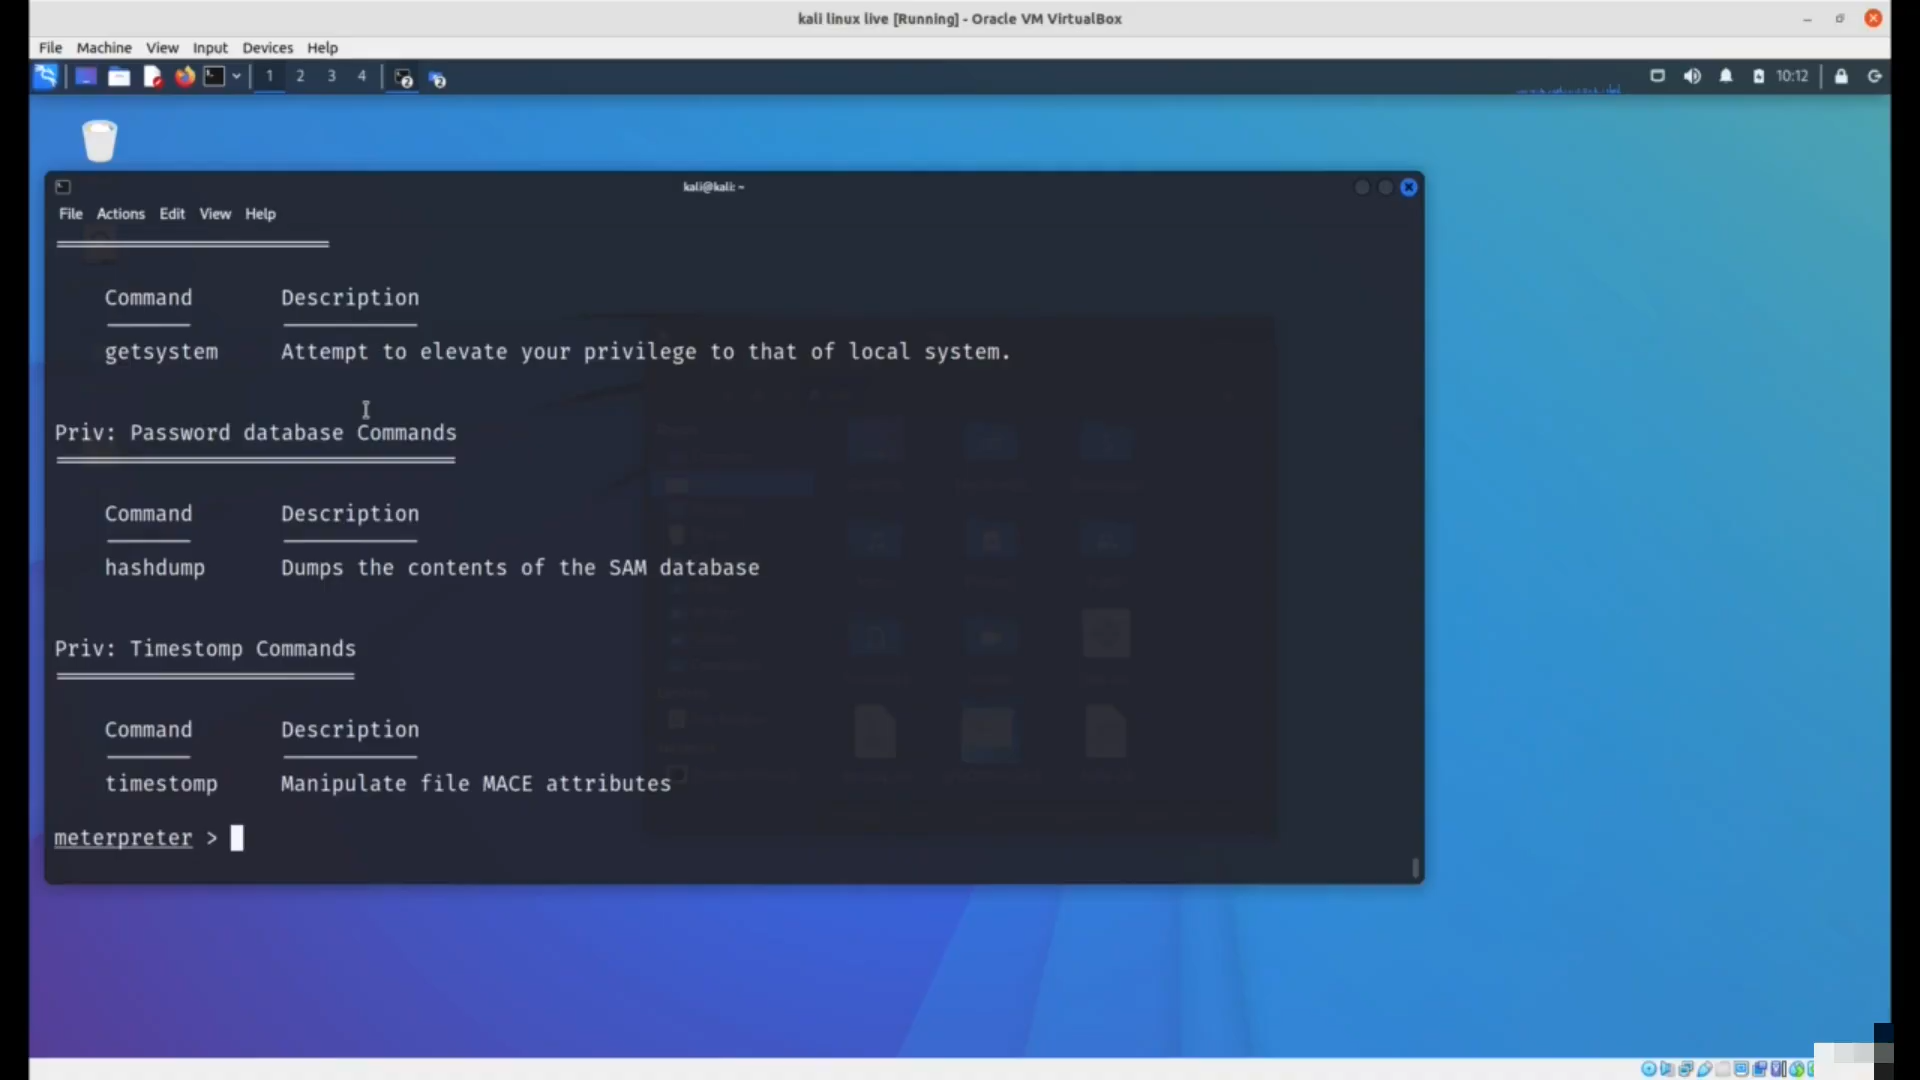 kali linux live [Running] - Oracle VM VirtualBox
File Machine View Input Devices Help
1 2 3 4 2 2 10:12
kali@kali: ~
File Actions Edit View Help
Command Description
getsystem Attempt to elevate your privilege to that of local system.
Priv: Password database Commands
Command Description
hashdump Dumps the contents of the SAM database
Priv: Timestomp Commands
Command Description
timestomp Manipulate file MACE attributes
meterpreter >